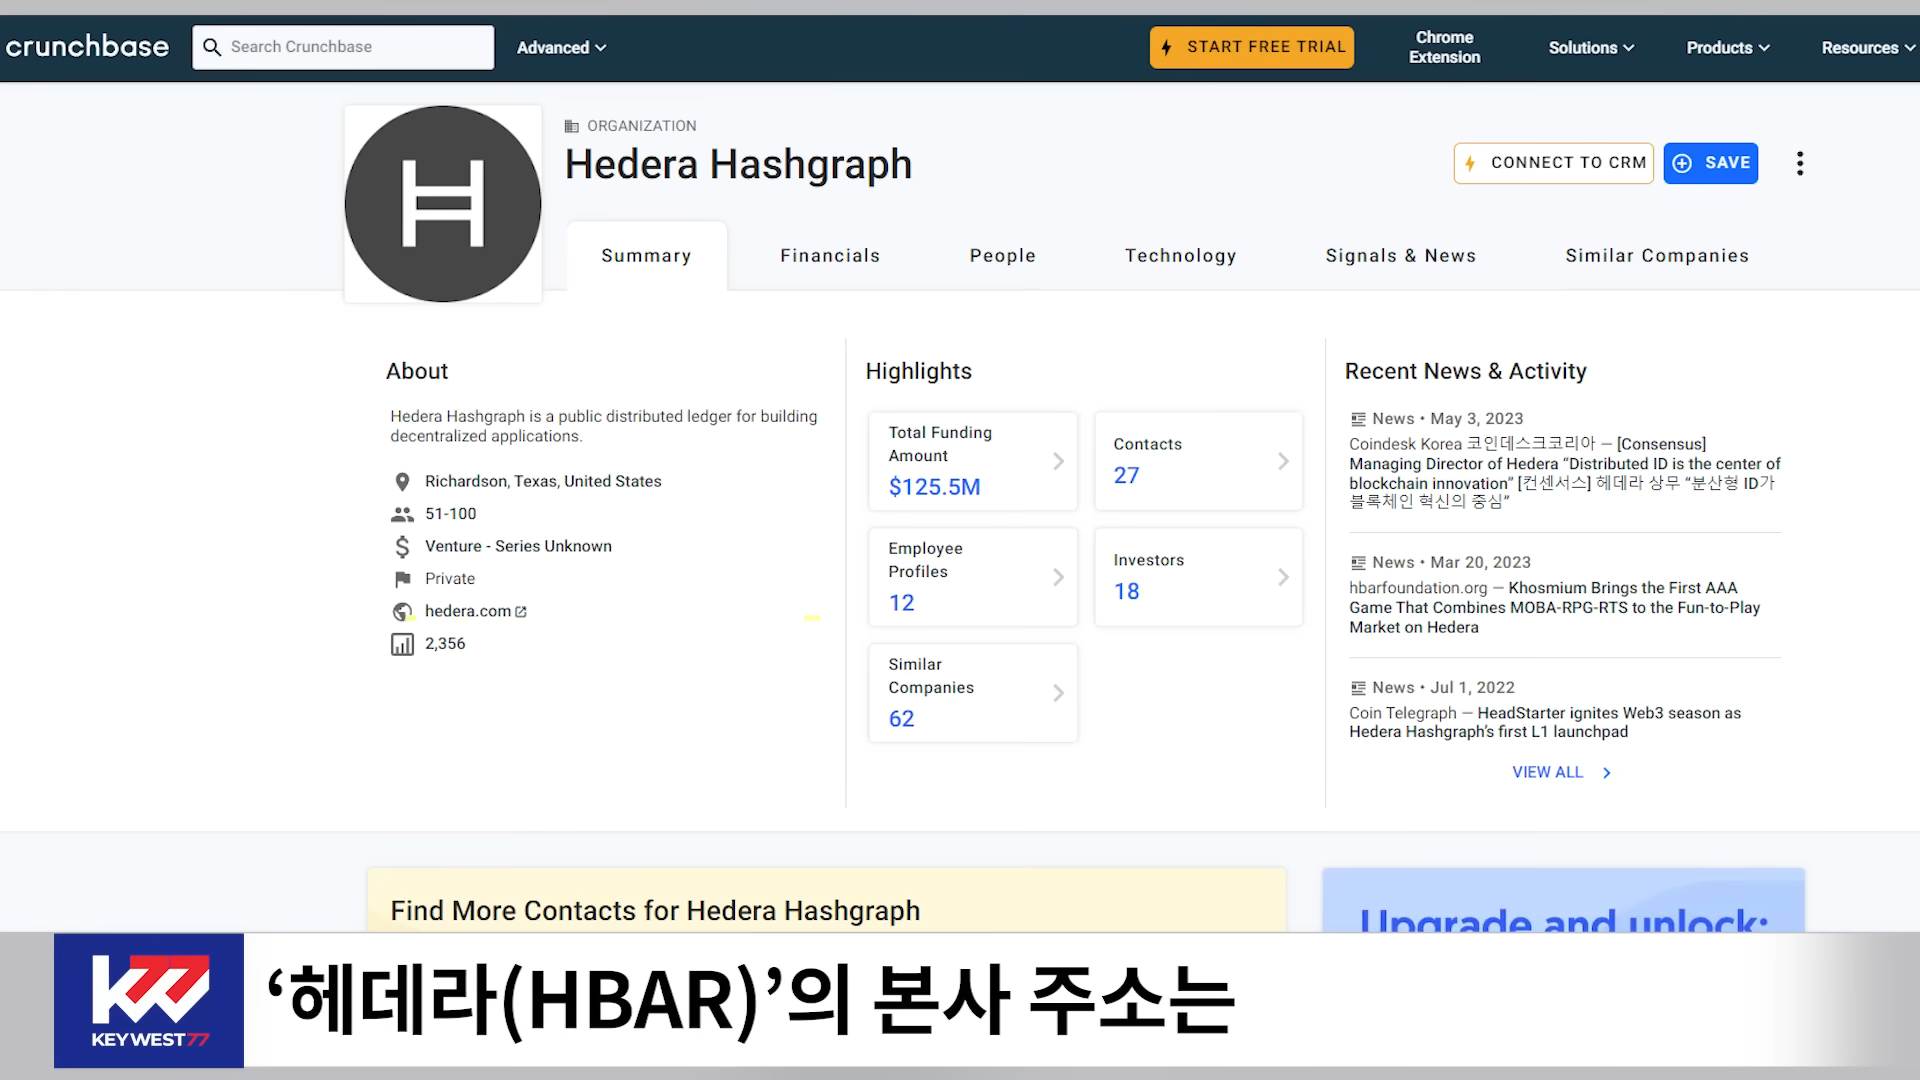 crunchbase
Search Crunchbase
Advanced
START FREE TRIAL
Chrome
Extension
Solutions
Products
Resources
ORGANIZATION
Hedera Hashgraph
CONNECT TO CRM
SAVE
Summary
Financials
People
Technology
Signals & News
Similar Companies
About
Hedera Hashgraph is a public distributed ledger for building
decentralized applications.
Richardson, Texas, United States
51-100
Venture - Series Unknown
Private
hedera.com
2,356
Highlights
Total Funding
Amount
$125.5M
Contacts
27
Employee
Profiles
12
Investors
18
Similar
Companies
62
Recent News & Activity
News • May 3, 2023
Coindesk Korea 코인데스크코리아 — [Consensus]
Managing Director of Hedera “Distributed ID is the center of
blockchain innovation” [컨센서스] 헤데라 상무 “분산형 ID가
블록체인 혁신의 중심”
News • Mar 20, 2023
hbarfoundation.org — Khosmium Brings the First AAA
Game That Combines MOBA-RPG-RTS to the Fun-to-Play
Market on Hedera
News • Jul 1, 2022
Coin Telegraph — HeadStarter ignites Web3 season as
Hedera Hashgraph’s first L1 launchpad
VIEW ALL
Find More Contacts for Hedera Hashgraph
Upgrade and unlock:
K77
KEYWEST77
‘헤데라(HBAR)’의 본사 주소는